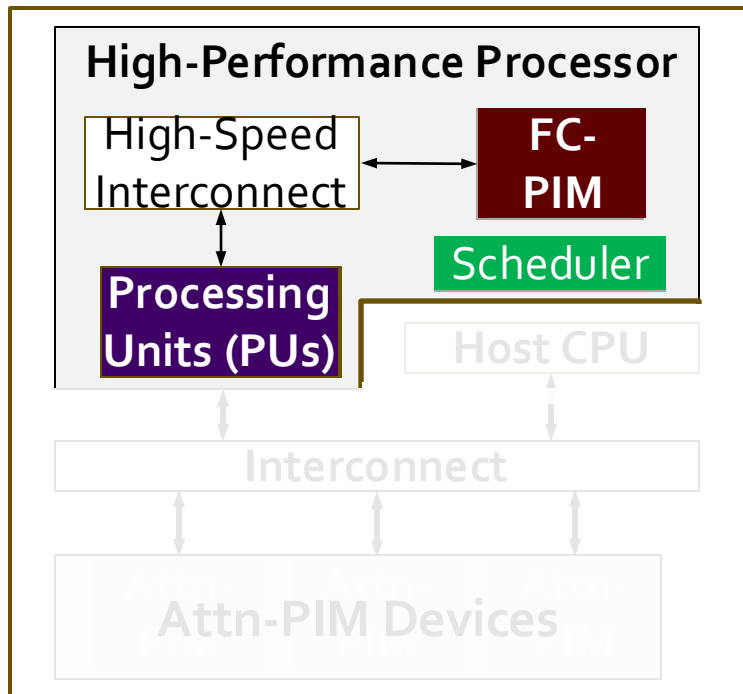 High-Performance Processor
High-Speed
Interconnect
FC-
PIM
Scheduler
Processing
Units (PUs)
Host CPU
Interconnect
Attn-PIM Devices